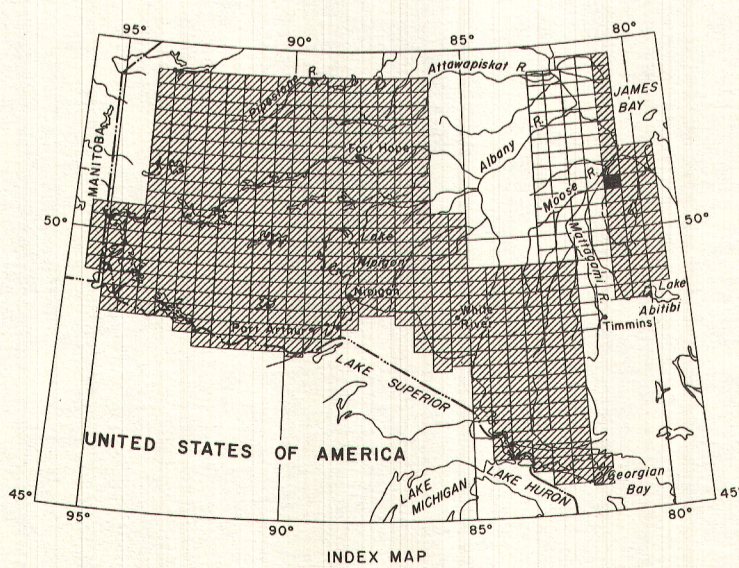 95°
90°
85°
80°
Attawapiskat R.
Pipestone R.
JAMES
BAY
MANITOBA
Fort Hope
Albany R.
Moose R.
50°
50°
Lake
Nipigon
Mattagami R.
Nipigon
Lake
Abitibi
White
River
Timmins
Port Arthur
LAKE SUPERIOR
UNITED STATES OF AMERICA
LAKE
MICHIGAN
LAKE HURON
Georgian
Bay
45°
45°
95°
90°
85°
80°
INDEX MAP